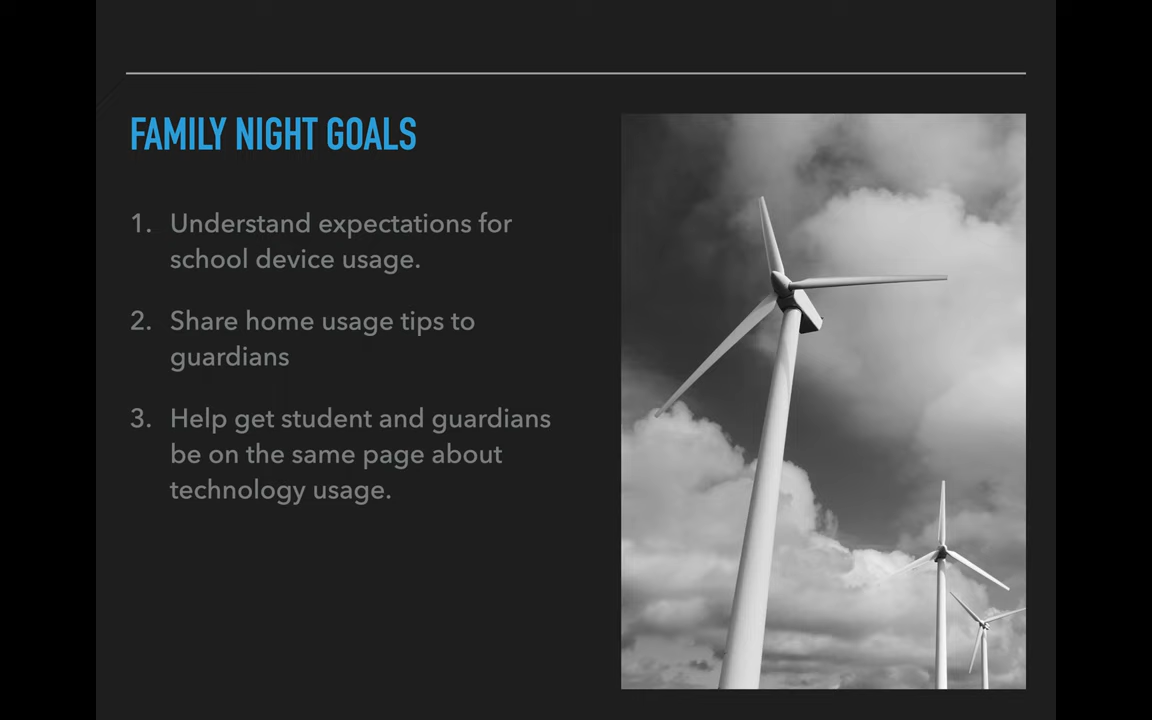 FAMILY NIGHT GOALS
1. Understand expectations for
school device usage.
2. Share home usage tips to
guardians
3. Help get student and guardians
be on the same page about
technology usage.